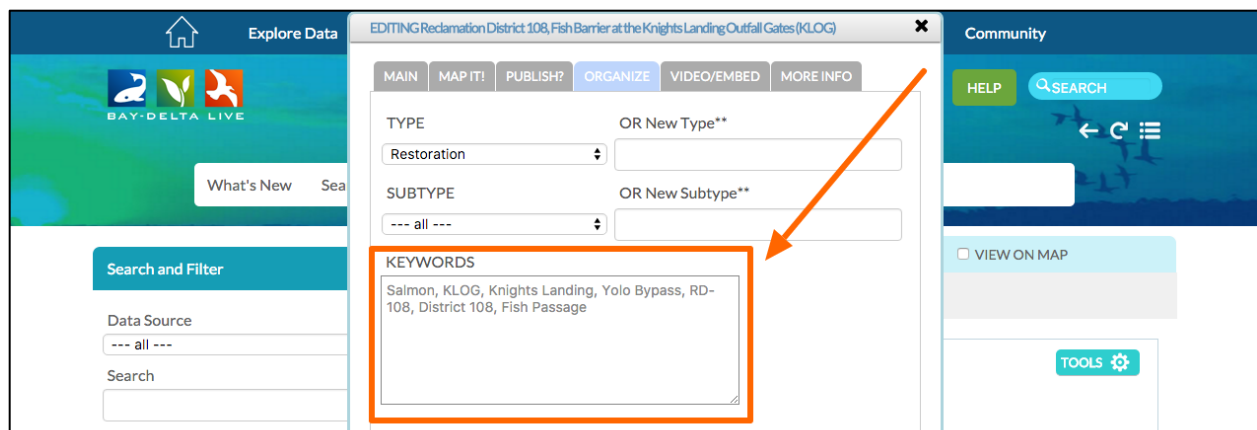 Explore Data
EDITING Reclamation District 108, Fish Barrier at the Knights Landing Outfall Gates (KLOG)
Community
MAIN
MAP IT!
PUBLISH?
ORGANIZE
VIDEO/EMBED
MORE INFO
BAY-DELTA LIVE
HELP
SEARCH
TYPE
OR New Type**
Restoration
What's New
Sea
SUBTYPE
OR New Subtype**
--- all ---
KEYWORDS
Salmon, KLOG, Knights Landing, Yolo Bypass, RD-
108, District 108, Fish Passage
Search and Filter
VIEW ON MAP
Data Source
--- all ---
Search
TOOLS